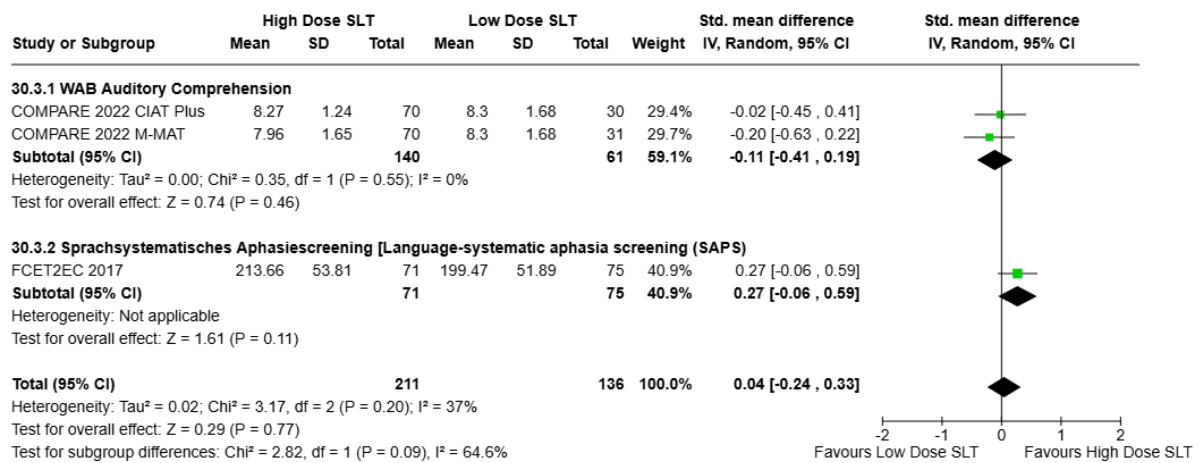 High Dose SLT Low Dose SLT Std. mean difference Std. mean difference
Study or Subgroup Mean SD Total Mean SD Total Weight IV, Random, 95% CI IV, Random, 95% CI
30.3.1 WAB Auditory Comprehension
COMPARE 2022 CIAT Plus 8.27 1.24 70 8.3 1.68 30 29.4% -0.02 [-0.45 , 0.41]
COMPARE 2022 M-MAT 7.96 1.65 70 8.3 1.68 31 29.7% -0.20 [-0.63 , 0.22]
Subtotal (95% CI) 140 61 59.1% -0.11 [-0.41 , 0.19]
Heterogeneity: Tau² = 0.00; Chi² = 0.35, df = 1 (P = 0.55); I² = 0%
Test for overall effect: Z = 0.74 (P = 0.46)
30.3.2 Sprachsystematisches Aphasiescreening [Language-systematic aphasia screening (SAPS)
FCET2EC 2017 213.66 53.81 71 199.47 51.89 75 40.9% 0.27 [-0.06 , 0.59]
Subtotal (95% CI) 71 75 40.9% 0.27 [-0.06 , 0.59]
Heterogeneity: Not applicable
Test for overall effect: Z = 1.61 (P = 0.11)
Total (95% CI) 211 136 100.0% 0.04 [-0.24 , 0.33]
Heterogeneity: Tau² = 0.02; Chi² = 3.17, df = 2 (P = 0.20); I² = 37%
Test for overall effect: Z = 0.29 (P = 0.77)
Test for subgroup differences: Chi² = 2.82, df = 1 (P = 0.09), I² = 64.6%
-2 -1 0 1 2
Favours Low Dose SLT Favours High Dose SLT